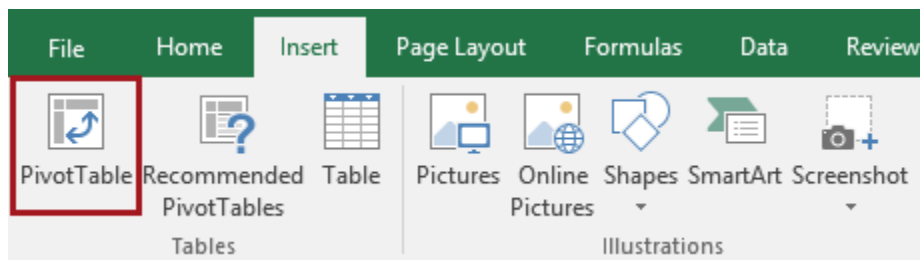 File Home Insert Page Layout Formulas Data Review
PivotTable Recommended PivotTables Table Pictures Online Pictures Shapes SmartArt Screenshot
Tables Illustrations